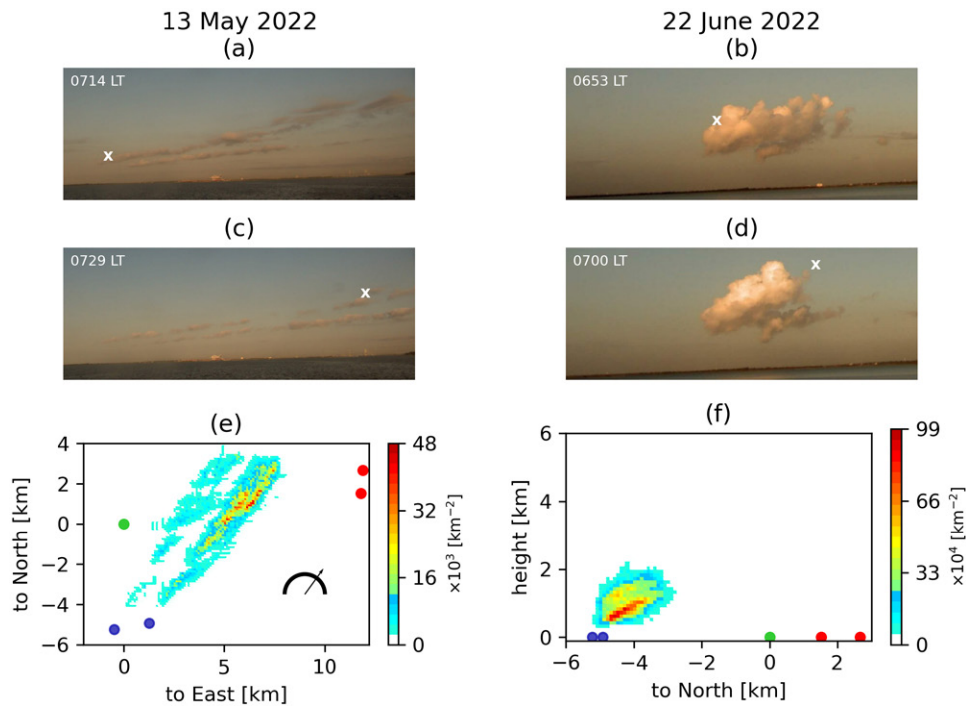 13 May 2022
(a)
22 June 2022
(b)
0714 LT
x
0653 LT
x
(c)
(d)
0729 LT
x
0700 LT
x
(e)
4
2
0
−2
−4
−6
to North [km]
0
5
10
to East [km]
48
32
16
0
×10³ [km⁻²]
(f)
6
5
4
3
2
1
0
height [km]
−6
−4
−2
0
2
to North [km]
99
66
33
0
×10⁴ [km⁻²]